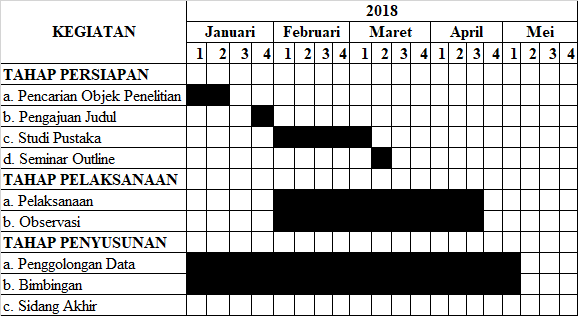 KEGIATAN
2018
Januari Februari Maret April Mei
1 2 3 4 1 2 3 4 1 2 3 4 1 2 3 4 1 2 3 4
TAHAP PERSIAPAN
a. Pencarian Objek Penelitian
b. Pengajuan Judul
c. Studi Pustaka
d. Seminar Outline
TAHAP PELAKSANAAN
a. Pelaksanaan
b. Observasi
TAHAP PENYUSUNAN
a. Penggolongan Data
b. Bimbingan
c. Sidang Akhir